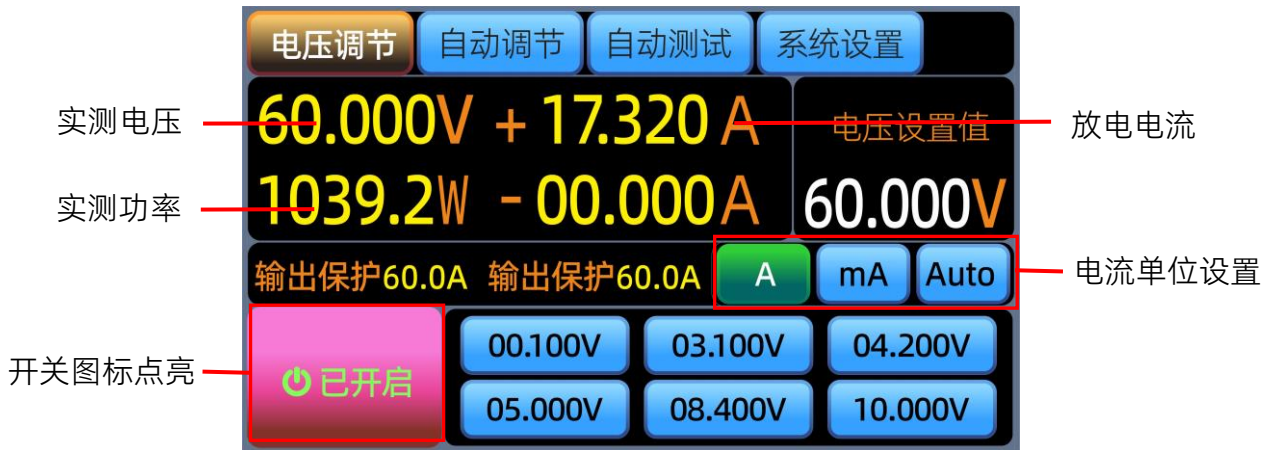 电压调节 自动调节 自动测试 系统设置
实测电压 60.000V + 17.320 A 电压设置值 放电电流
实测功率 1039.2W - 00.000 A 60.000V
输出保护60.0A 输出保护60.0A A mA Auto 电流单位设置
开关图标点亮 已开启
00.100V 03.100V 04.200V
05.000V 08.400V 10.000V